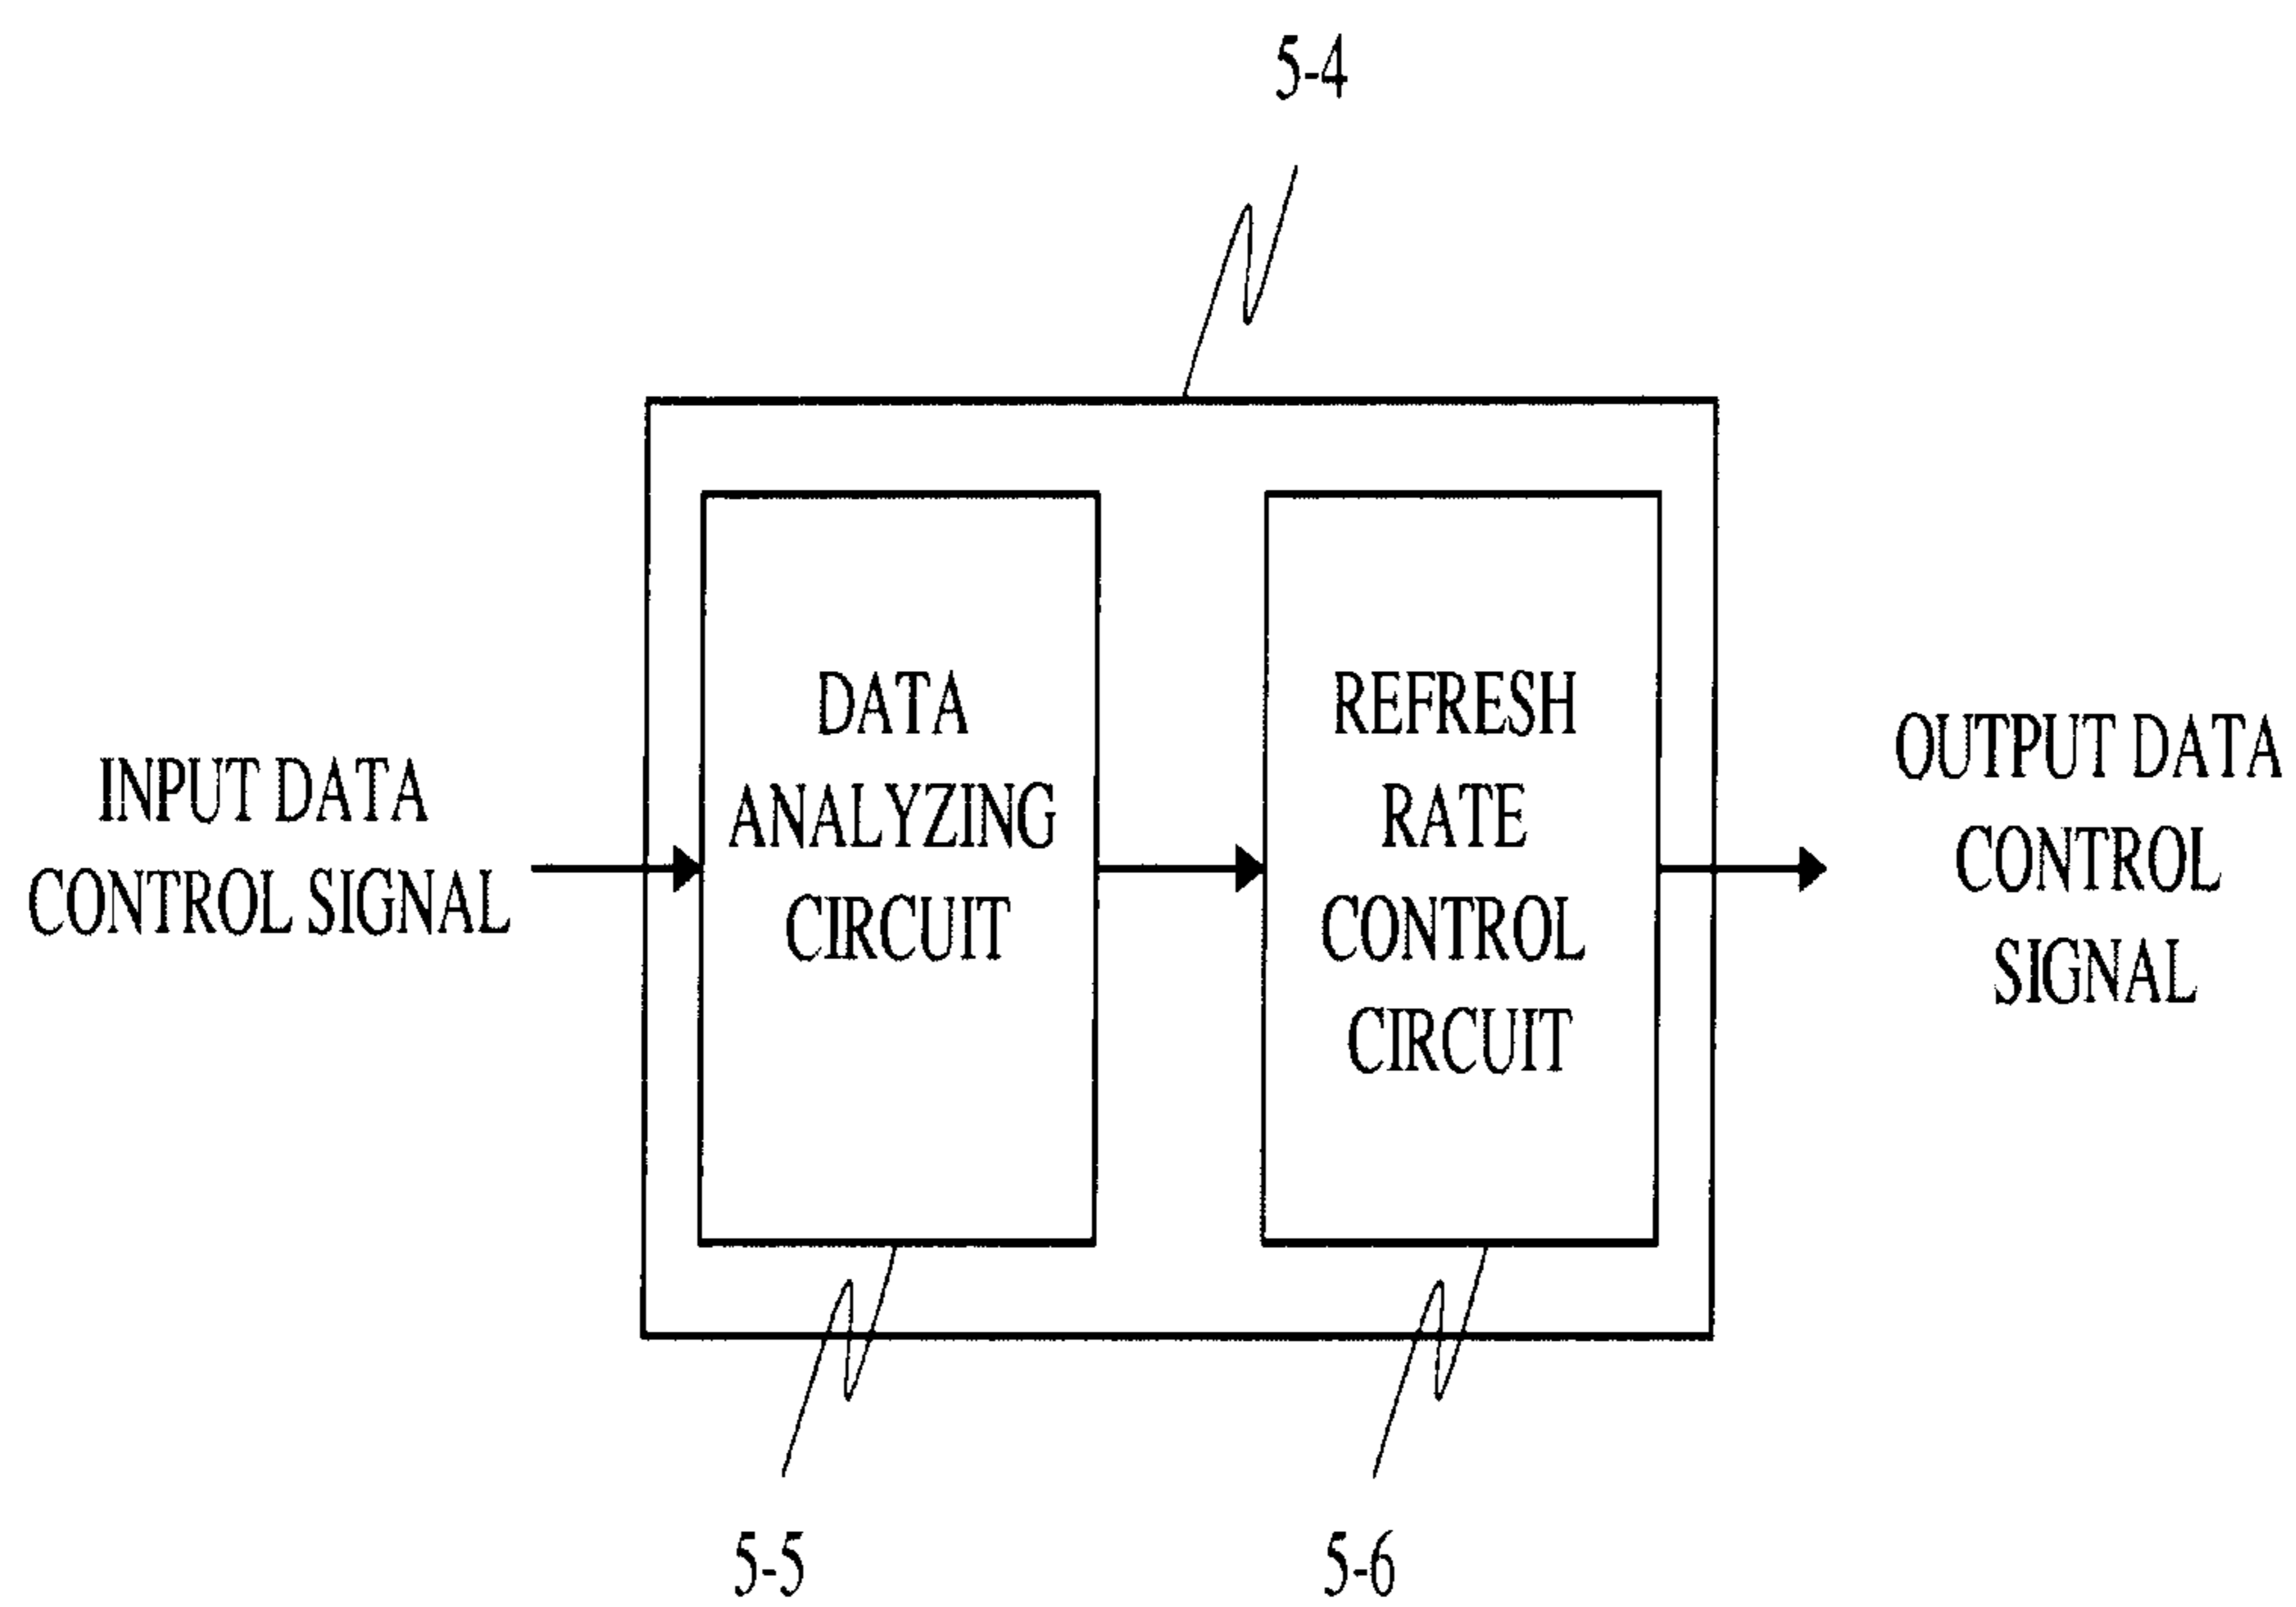 5-4
INPUT DATA
CONTROL SIGNAL
DATA
ANALYZING
CIRCUIT
REFRESH
RATE
CONTROL
CIRCUIT
OUTPUT DATA
CONTROL
SIGNAL
5-5
5-6